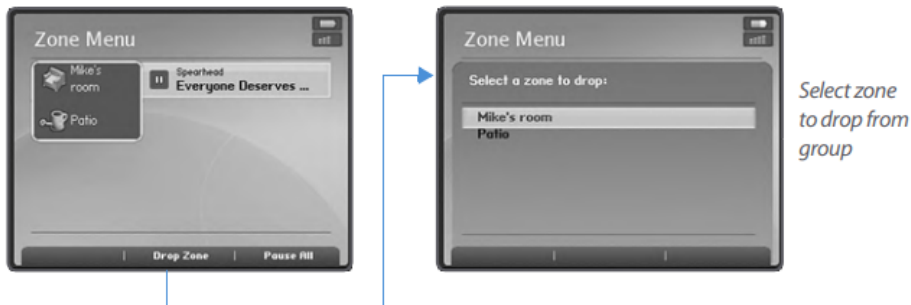 Zone Menu
Mike's
room
Spearhead
Everyone Deserves ...
Patio
Drop Zone | Pause All
Zone Menu
Select a zone to drop:
Mike's room
Patio
Select zone
to drop from
group